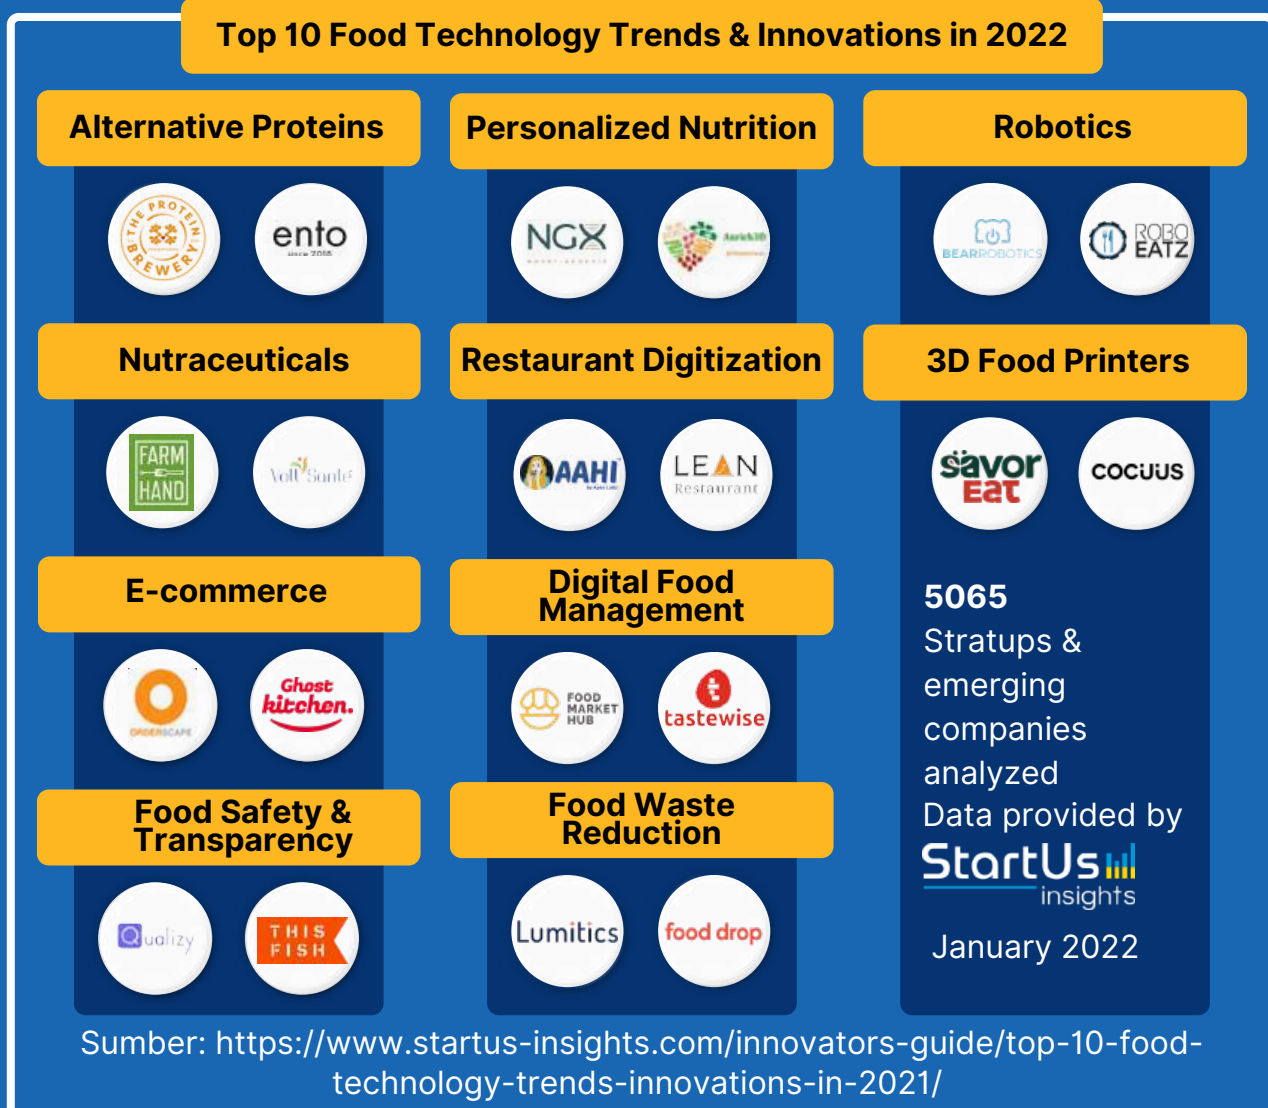 Top 10 Food Technology Trends & Innovations in 2022
Alternative Proteins
THE PROTEIN BREWERY
ento
since 2018
Personalized Nutrition
NGX
Robotics
BEARROBOTICS
ROBO
EATZ
Nutraceuticals
FARM
HAND
Restaurant Digitization
AAHI
LEAN
Restaurant
3D Food Printers
savor
Eat
COCUUS
E-commerce
ORDERSCAPE
Ghost
kitchen.
Digital Food
Management
FOOD
MARKET
HUB
tastewise
5065
Stratups &
emerging
companies
analyzed
Data provided by
StartUs
insights
January 2022
Food Safety &
Transparency
Qualizy
THIS
FISH
Food Waste
Reduction
Lumitics
food drop
Sumber: https://www.startus-insights.com/innovators-guide/top-10-food-
technology-trends-innovations-in-2021/